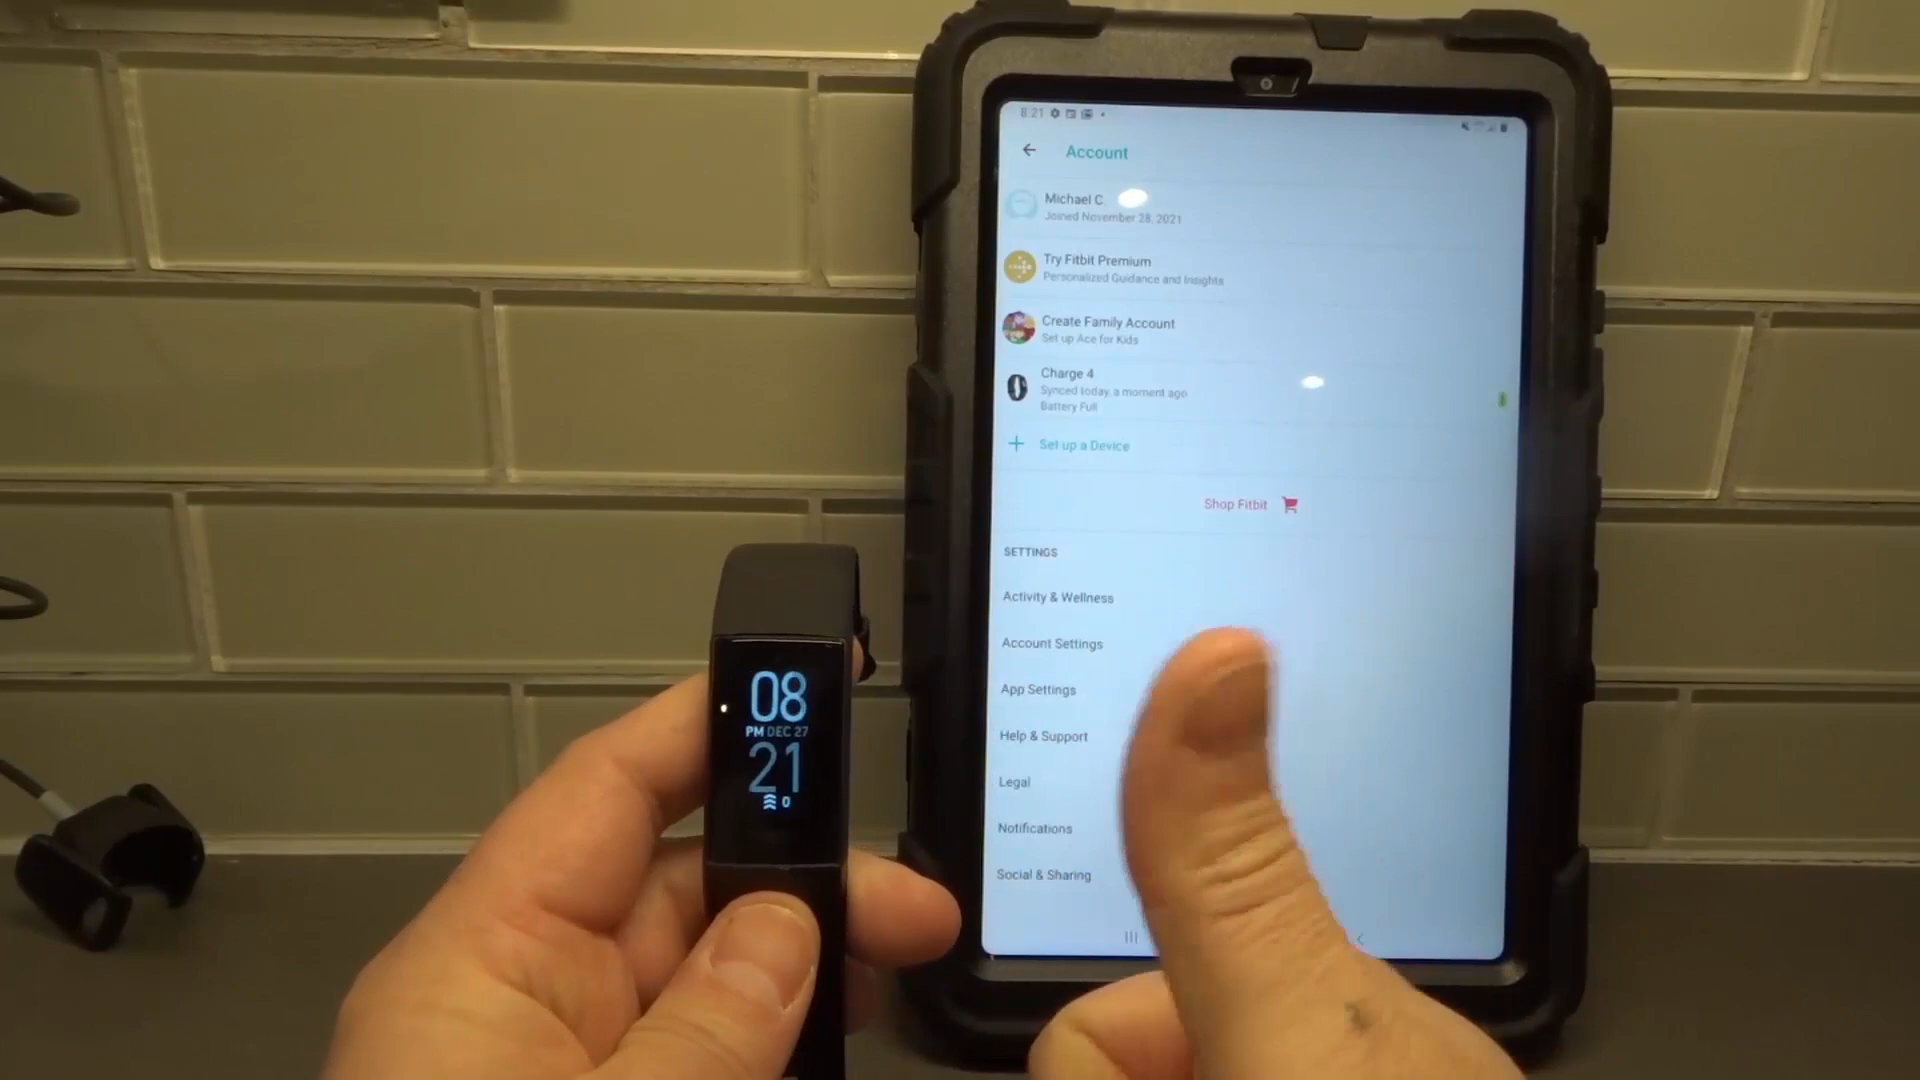 8:21
Account
Michael C.
Joined November 28, 2021
Try Fitbit Premium
Personalized Guidance and Insights
Create Family Account
Set up Ace for Kids
Charge 4
Synced today, a moment ago
Battery Full
+ Set up a Device
Shop Fitbit
SETTINGS
Activity & Wellness
Account Settings
App Settings
Help & Support
Legal
Notifications
Social & Sharing
08
PM DEC 27
21
0